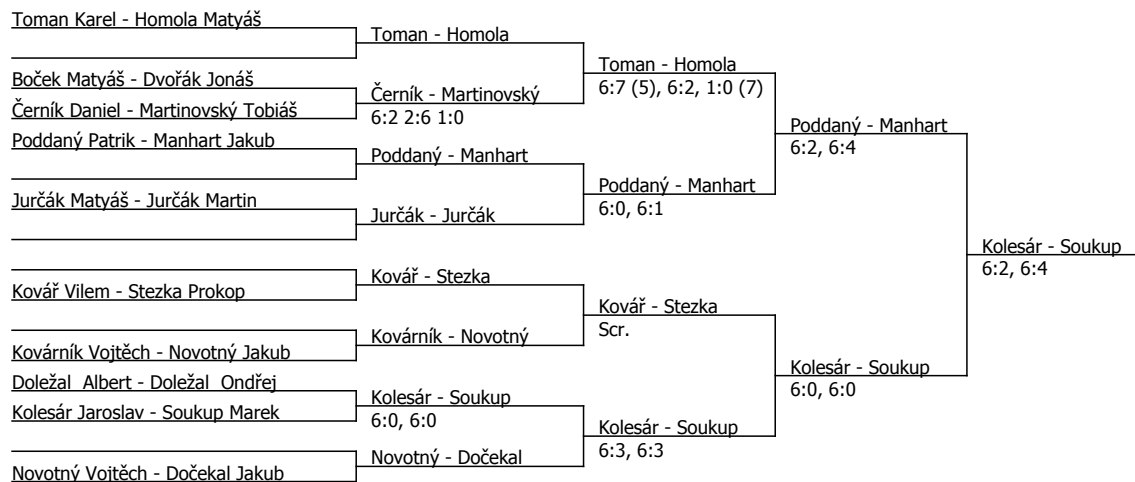 Toman Karel - Homola Matyáš
Boček Matyáš - Dvořák Jonáš
Černík Daniel - Martinovský Tobiáš
Poddaný Patrik - Manhart Jakub
Jurčák Matyáš - Jurčák Martin
Kovář Vilem - Stezka Prokop
Kovárník Vojtěch - Novotný Jakub
Doležal Albert - Doležal Ondřej
Kolesár Jaroslav - Soukup Marek
Novotný Vojtěch - Dočekal Jakub
Toman - Homola
Černík - Martinovský
6:2 2:6 1:0
Poddaný - Manhart
Jurčák - Jurčák
Kovář - Stezka
Kovárník - Novotný
Kolesár - Soukup
6:0, 6:0
Novotný - Dočekal
Toman - Homola
6:7 (5), 6:2, 1:0 (7)
Poddaný - Manhart
6:0, 6:1
Kovář - Stezka
Scr.
Kolesár - Soukup
6:3, 6:3
Poddaný - Manhart
6:2, 6:4
Kolesár - Soukup
6:0, 6:0
Kolesár - Soukup
6:2, 6:4